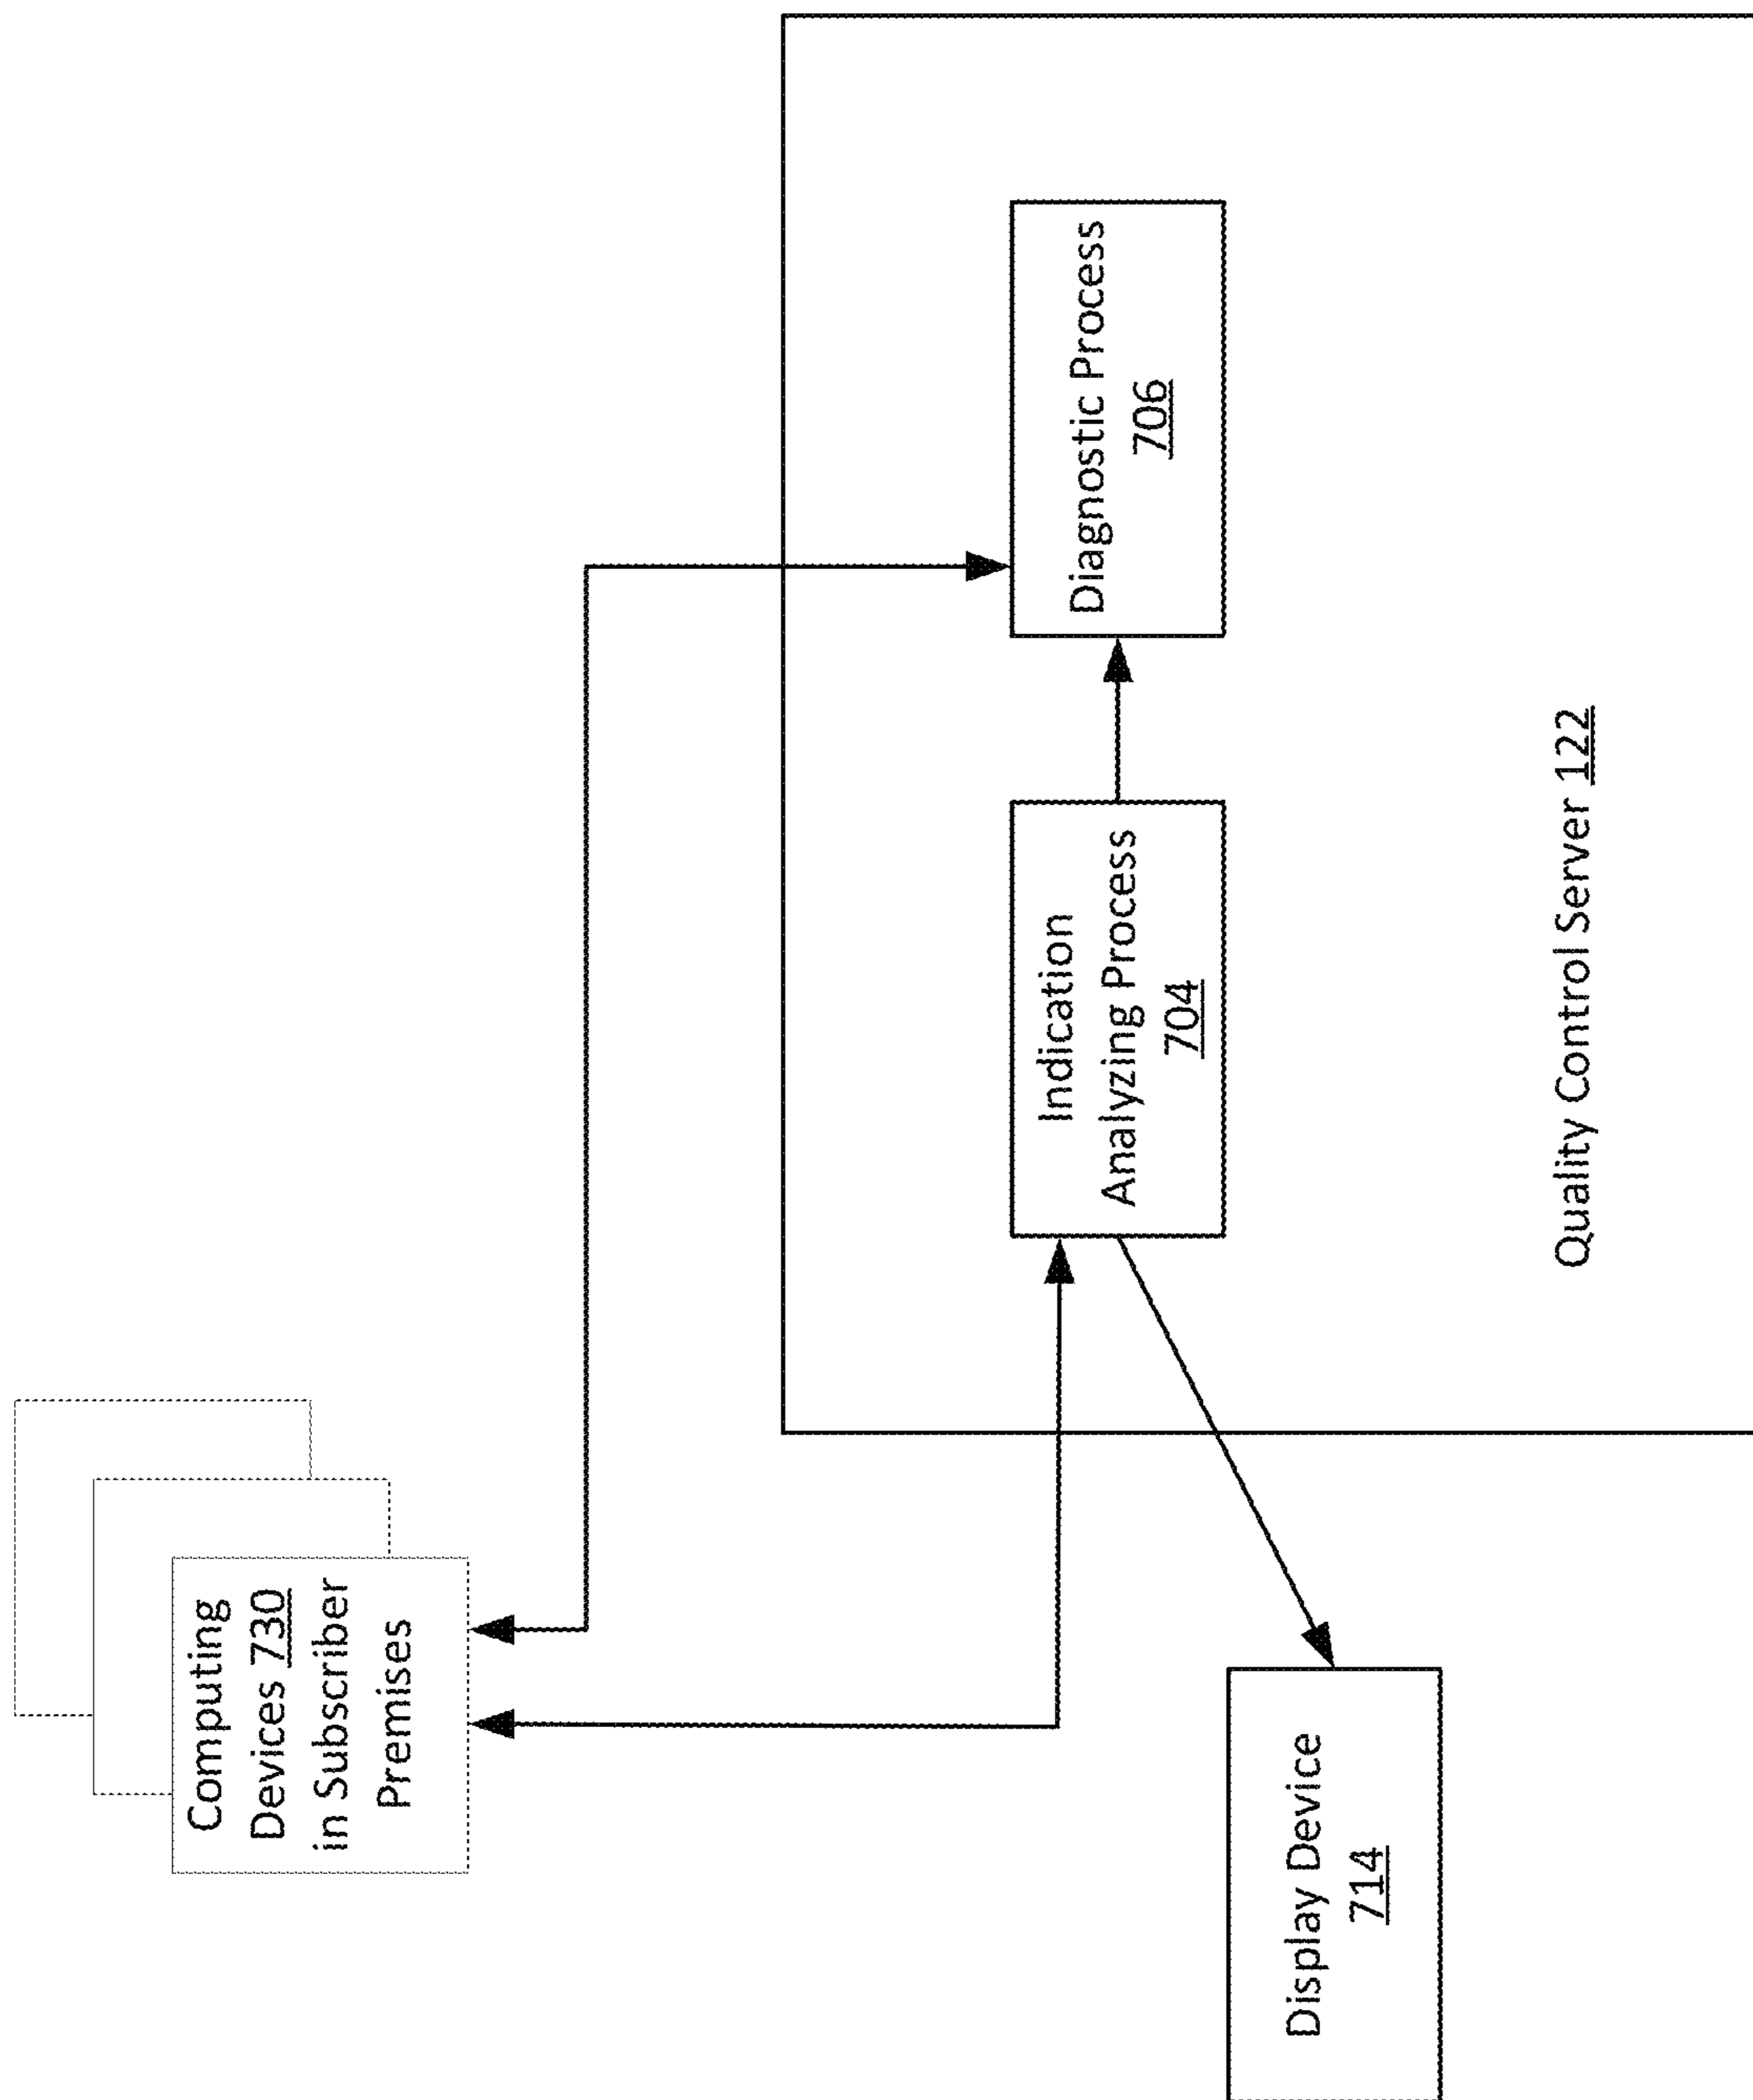 Computing
Devices 730
in Subscriber
Premises
Diagnostic Process
706
Indication
Analyzing Process
704
Display Device
714
Quality Control Server 122